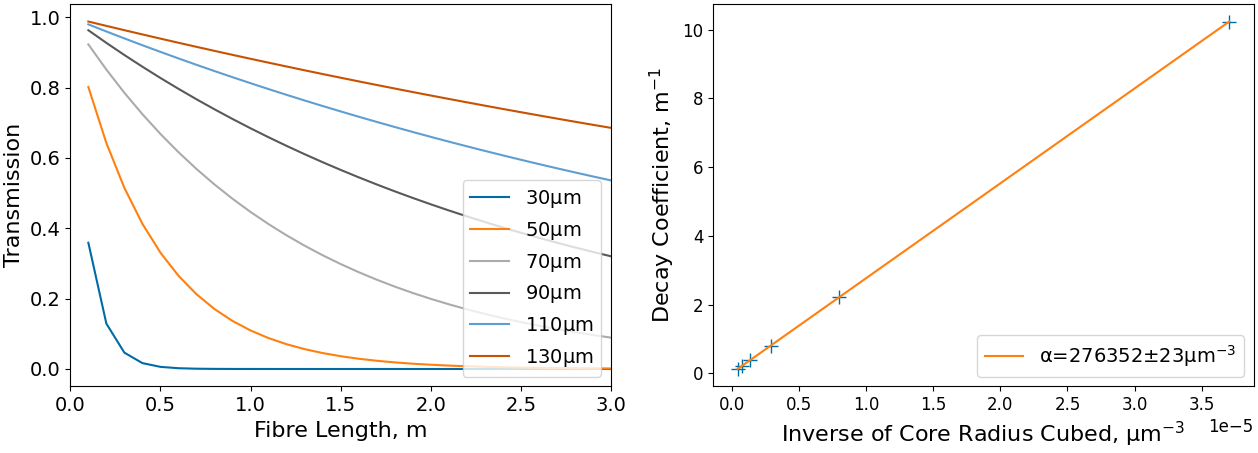 Transmission
1.0
0.8
0.6
0.4
0.2
0.0
0.0 0.5 1.0 1.5 2.0 2.5 3.0
Fibre Length, m
30μm
50μm
70μm
90μm
110μm
130μm
Decay Coefficient, m⁻¹
10
8
6
4
2
0
α=276352±23μm⁻³
0.0 0.5 1.0 1.5 2.0 2.5 3.0 3.5
1e−5
Inverse of Core Radius Cubed, μm⁻³